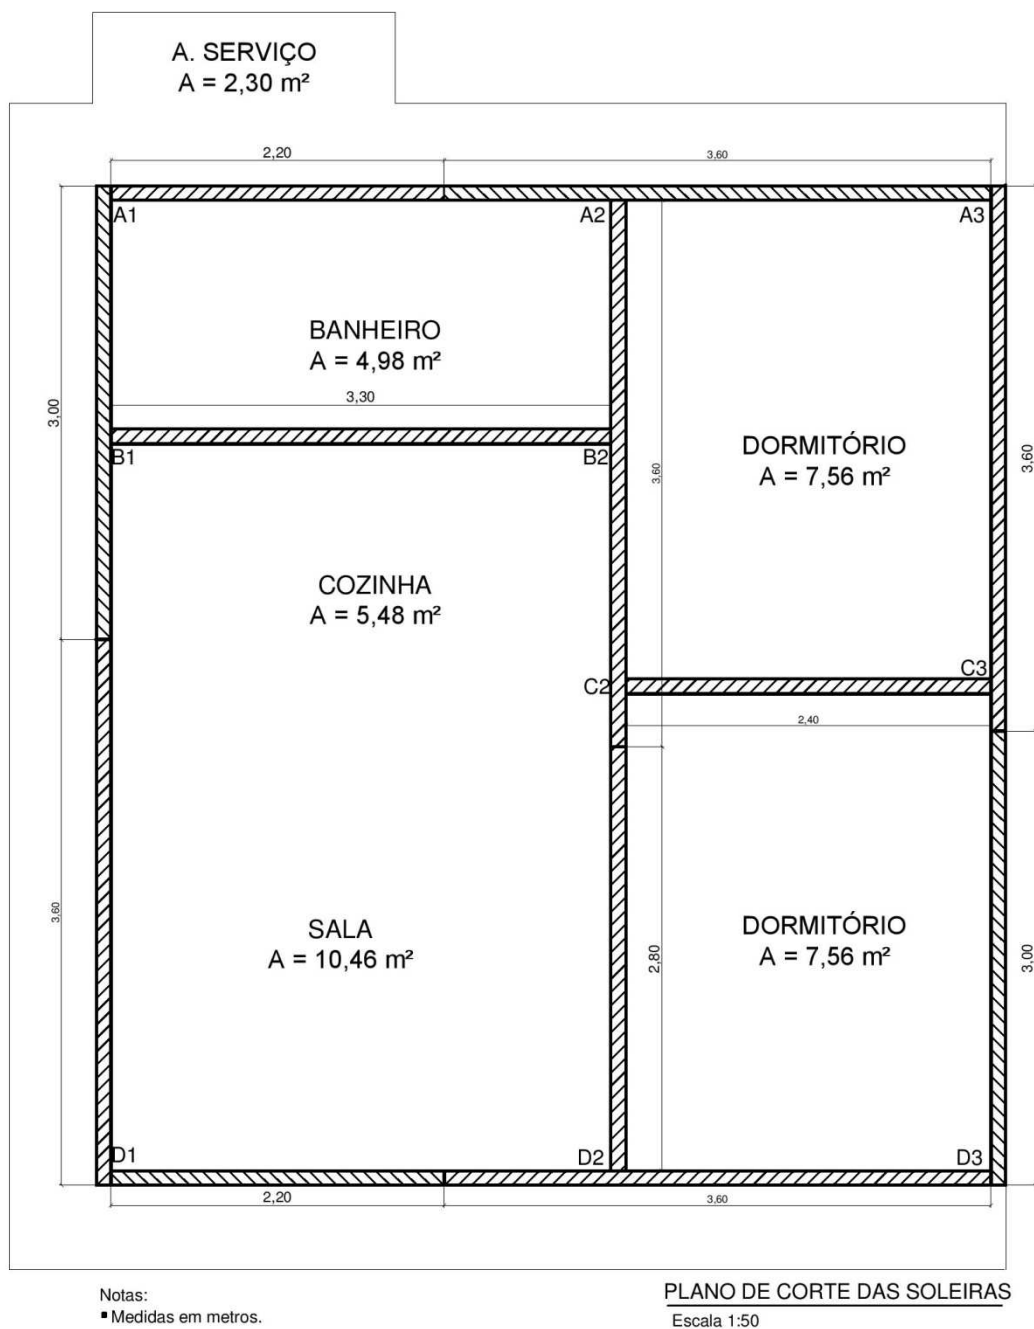 A. SERVIÇO
A = 2,30 m²
2,20
3,60
A1
A2
A3
BANHEIRO
A = 4,98 m²
3,30
3,00
B1
B2
DORMITÓRIO
A = 7,56 m²
3,60
3,60
COZINHA
A = 5,48 m²
C2
C3
2,40
SALA
A = 10,46 m²
DORMITÓRIO
A = 7,56 m²
3,60
2,80
3,00
D1
D2
D3
2,20
3,60
Notas:
▪ Medidas em metros.
PLANO DE CORTE DAS SOLEIRAS
Escala 1:50